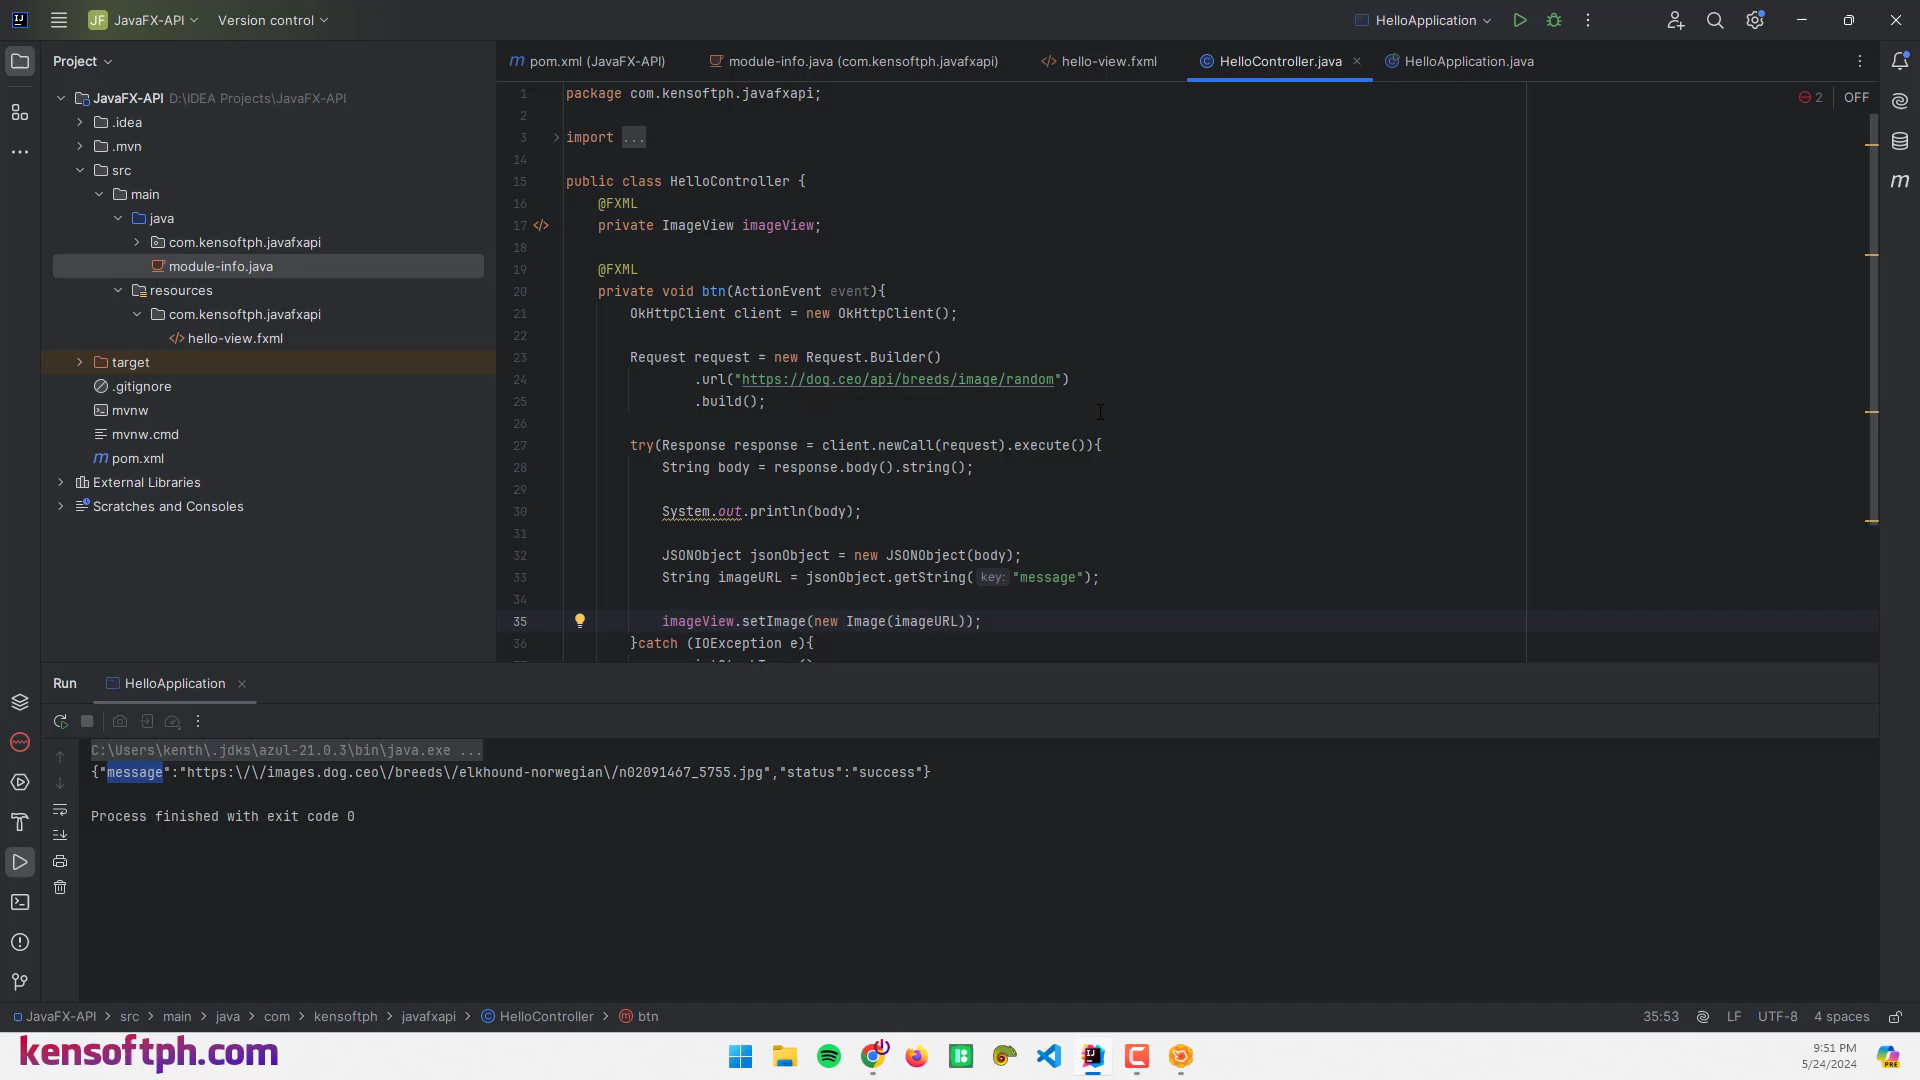 JF JavaFX-API Version control HelloApplication
Project
pom.xml (JavaFX-API) module-info.java (com.kensoftph.javafxapi) hello-view.fxml HelloController.java HelloApplication.java
JavaFX-API D:\IDEA Projects\JavaFX-API
.idea
.mvn
src
main
java
com.kensoftph.javafxapi
module-info.java
resources
com.kensoftph.javafxapi
hello-view.fxml
target
.gitignore
mvnw
mvnw.cmd
pom.xml
External Libraries
Scratches and Consoles
2 OFF
1 package com.kensoftph.javafxapi;
2
3 import ...
14
15 public class HelloController {
16 @FXML
17 private ImageView imageView;
18
19 @FXML
20 private void btn(ActionEvent event){
21 OkHttpClient client = new OkHttpClient();
22
23 Request request = new Request.Builder()
24 .url("https://dog.ceo/api/breeds/image/random")
25 .build();
26
27 try(Response response = client.newCall(request).execute()){
28 String body = response.body().string();
29
30 System.out.println(body);
31
32 JSONObject jsonObject = new JSONObject(body);
33 String imageURL = jsonObject.getString( key: "message");
34
35 imageView.setImage(new Image(imageURL));
36 }catch (IOException e){
Run HelloApplication
C:\Users\kenth\.jdks\azul-21.0.3\bin\java.exe ...
{"message":"https:\/\/images.dog.ceo\/breeds\/elkhound-norwegian\/n02091467_5755.jpg","status":"success"}
Process finished with exit code 0
JavaFX-API > src > main > java > com > kensoftph > javafxapi > HelloController > btn
35:53 LF UTF-8 4 spaces
kensoftph.com
9:51 PM
5/24/2024
PRE